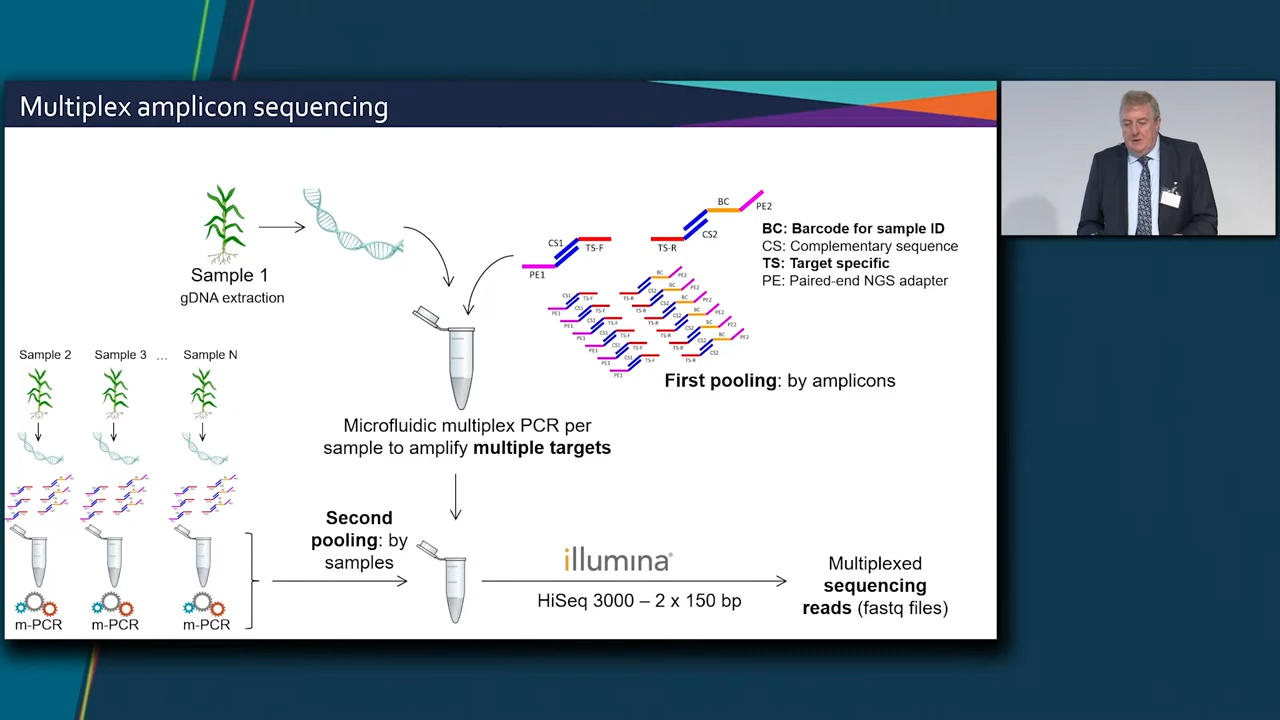 Multiplex amplicon sequencing
Sample 1
gDNA extraction
CS1
TS-F
PE1
BC
PE2
CS2
TS-R
BC: Barcode for sample ID
CS: Complementary sequence
TS: Target specific
PE: Paired-end NGS adapter
First pooling: by amplicons
Sample 2 Sample 3 ... Sample N
Microfluidic multiplex PCR per
sample to amplify multiple targets
Second
pooling: by
samples
illumina®
HiSeq 3000 – 2 x 150 bp
Multiplexed
sequencing
reads (fastq files)
m-PCR m-PCR m-PCR